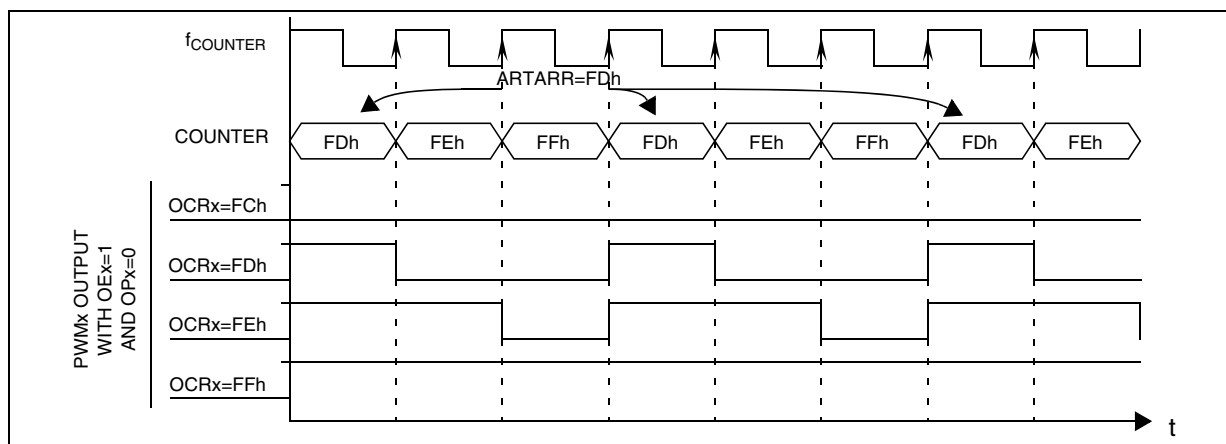 fCOUNTER
ARTARR=FDh
COUNTER
FDh FEh FFh FDh FEh FFh FDh FEh
PWMx OUTPUT
WITH OEx=1
AND OPx=0
OCRx=FCh
OCRx=FDh
OCRx=FEh
OCRx=FFh
t